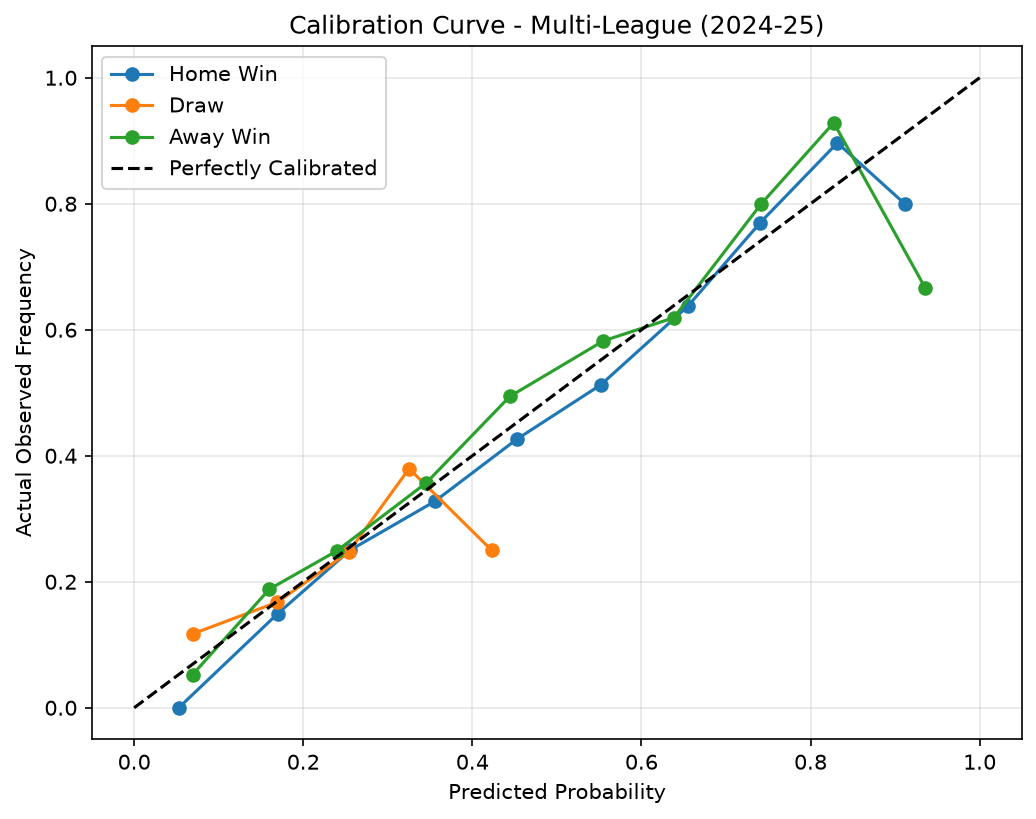 Calibration Curve - Multi-League (2024-25)
Home Win
Draw
Away Win
Perfectly Calibrated
Actual Observed Frequency
1.0
0.8
0.6
0.4
0.2
0.0
0.0 0.2 0.4 0.6 0.8 1.0
Predicted Probability